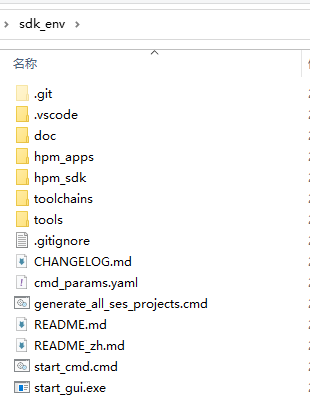 sdk_env
名称
.git
.vscode
doc
hpm_apps
hpm_sdk
toolchains
tools
.gitignore
CHANGELOG.md
cmd_params.yaml
generate_all_ses_projects.cmd
README.md
README_zh.md
start_cmd.cmd
start_gui.exe